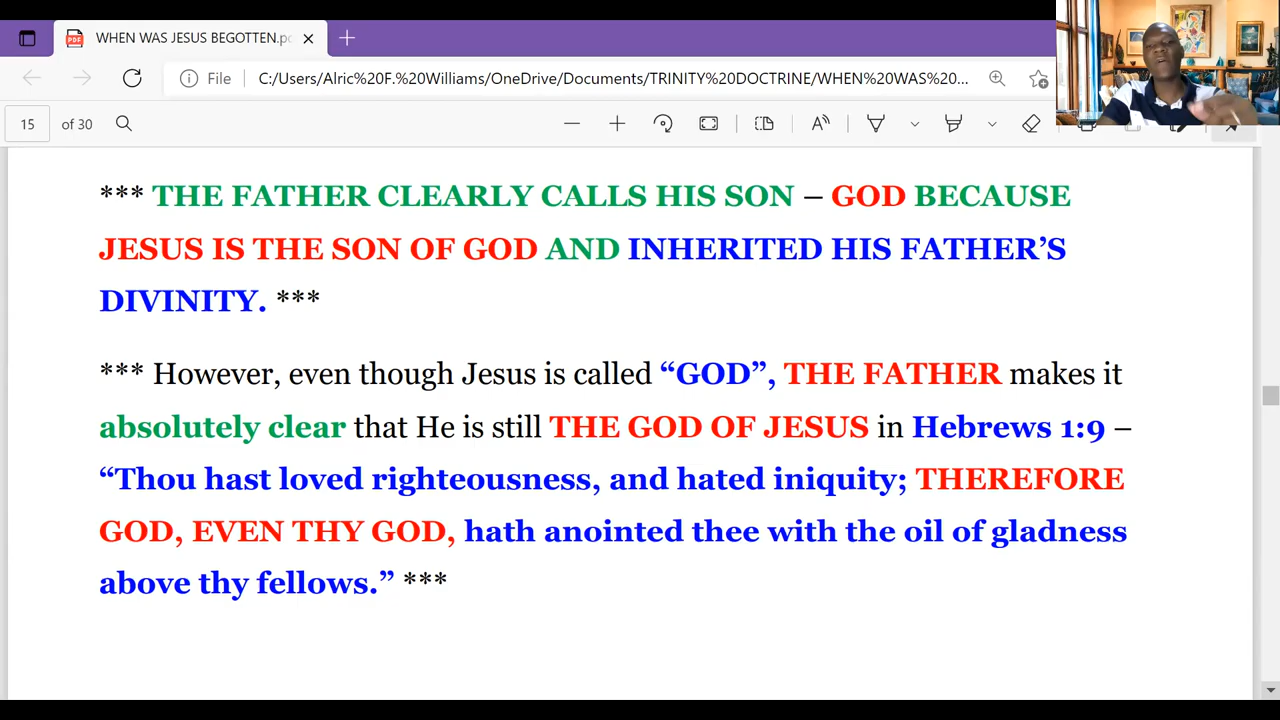 WHEN WAS JESUS BEGOTTEN.pc
File C:/Users/Alric%20F.%20Williams/OneDrive/Documents/TRINITY%20DOCTRINE/WHEN%20WAS%20...
15 of 30
*** THE FATHER CLEARLY CALLS HIS SON – GOD BECAUSE
JESUS IS THE SON OF GOD AND INHERITED HIS FATHER’S
DIVINITY. ***
*** However, even though Jesus is called “GOD”, THE FATHER makes it
absolutely clear that He is still THE GOD OF JESUS in Hebrews 1:9 –
“Thou hast loved righteousness, and hated iniquity; THEREFORE
GOD, EVEN THY GOD, hath anointed thee with the oil of gladness
above thy fellows.” ***